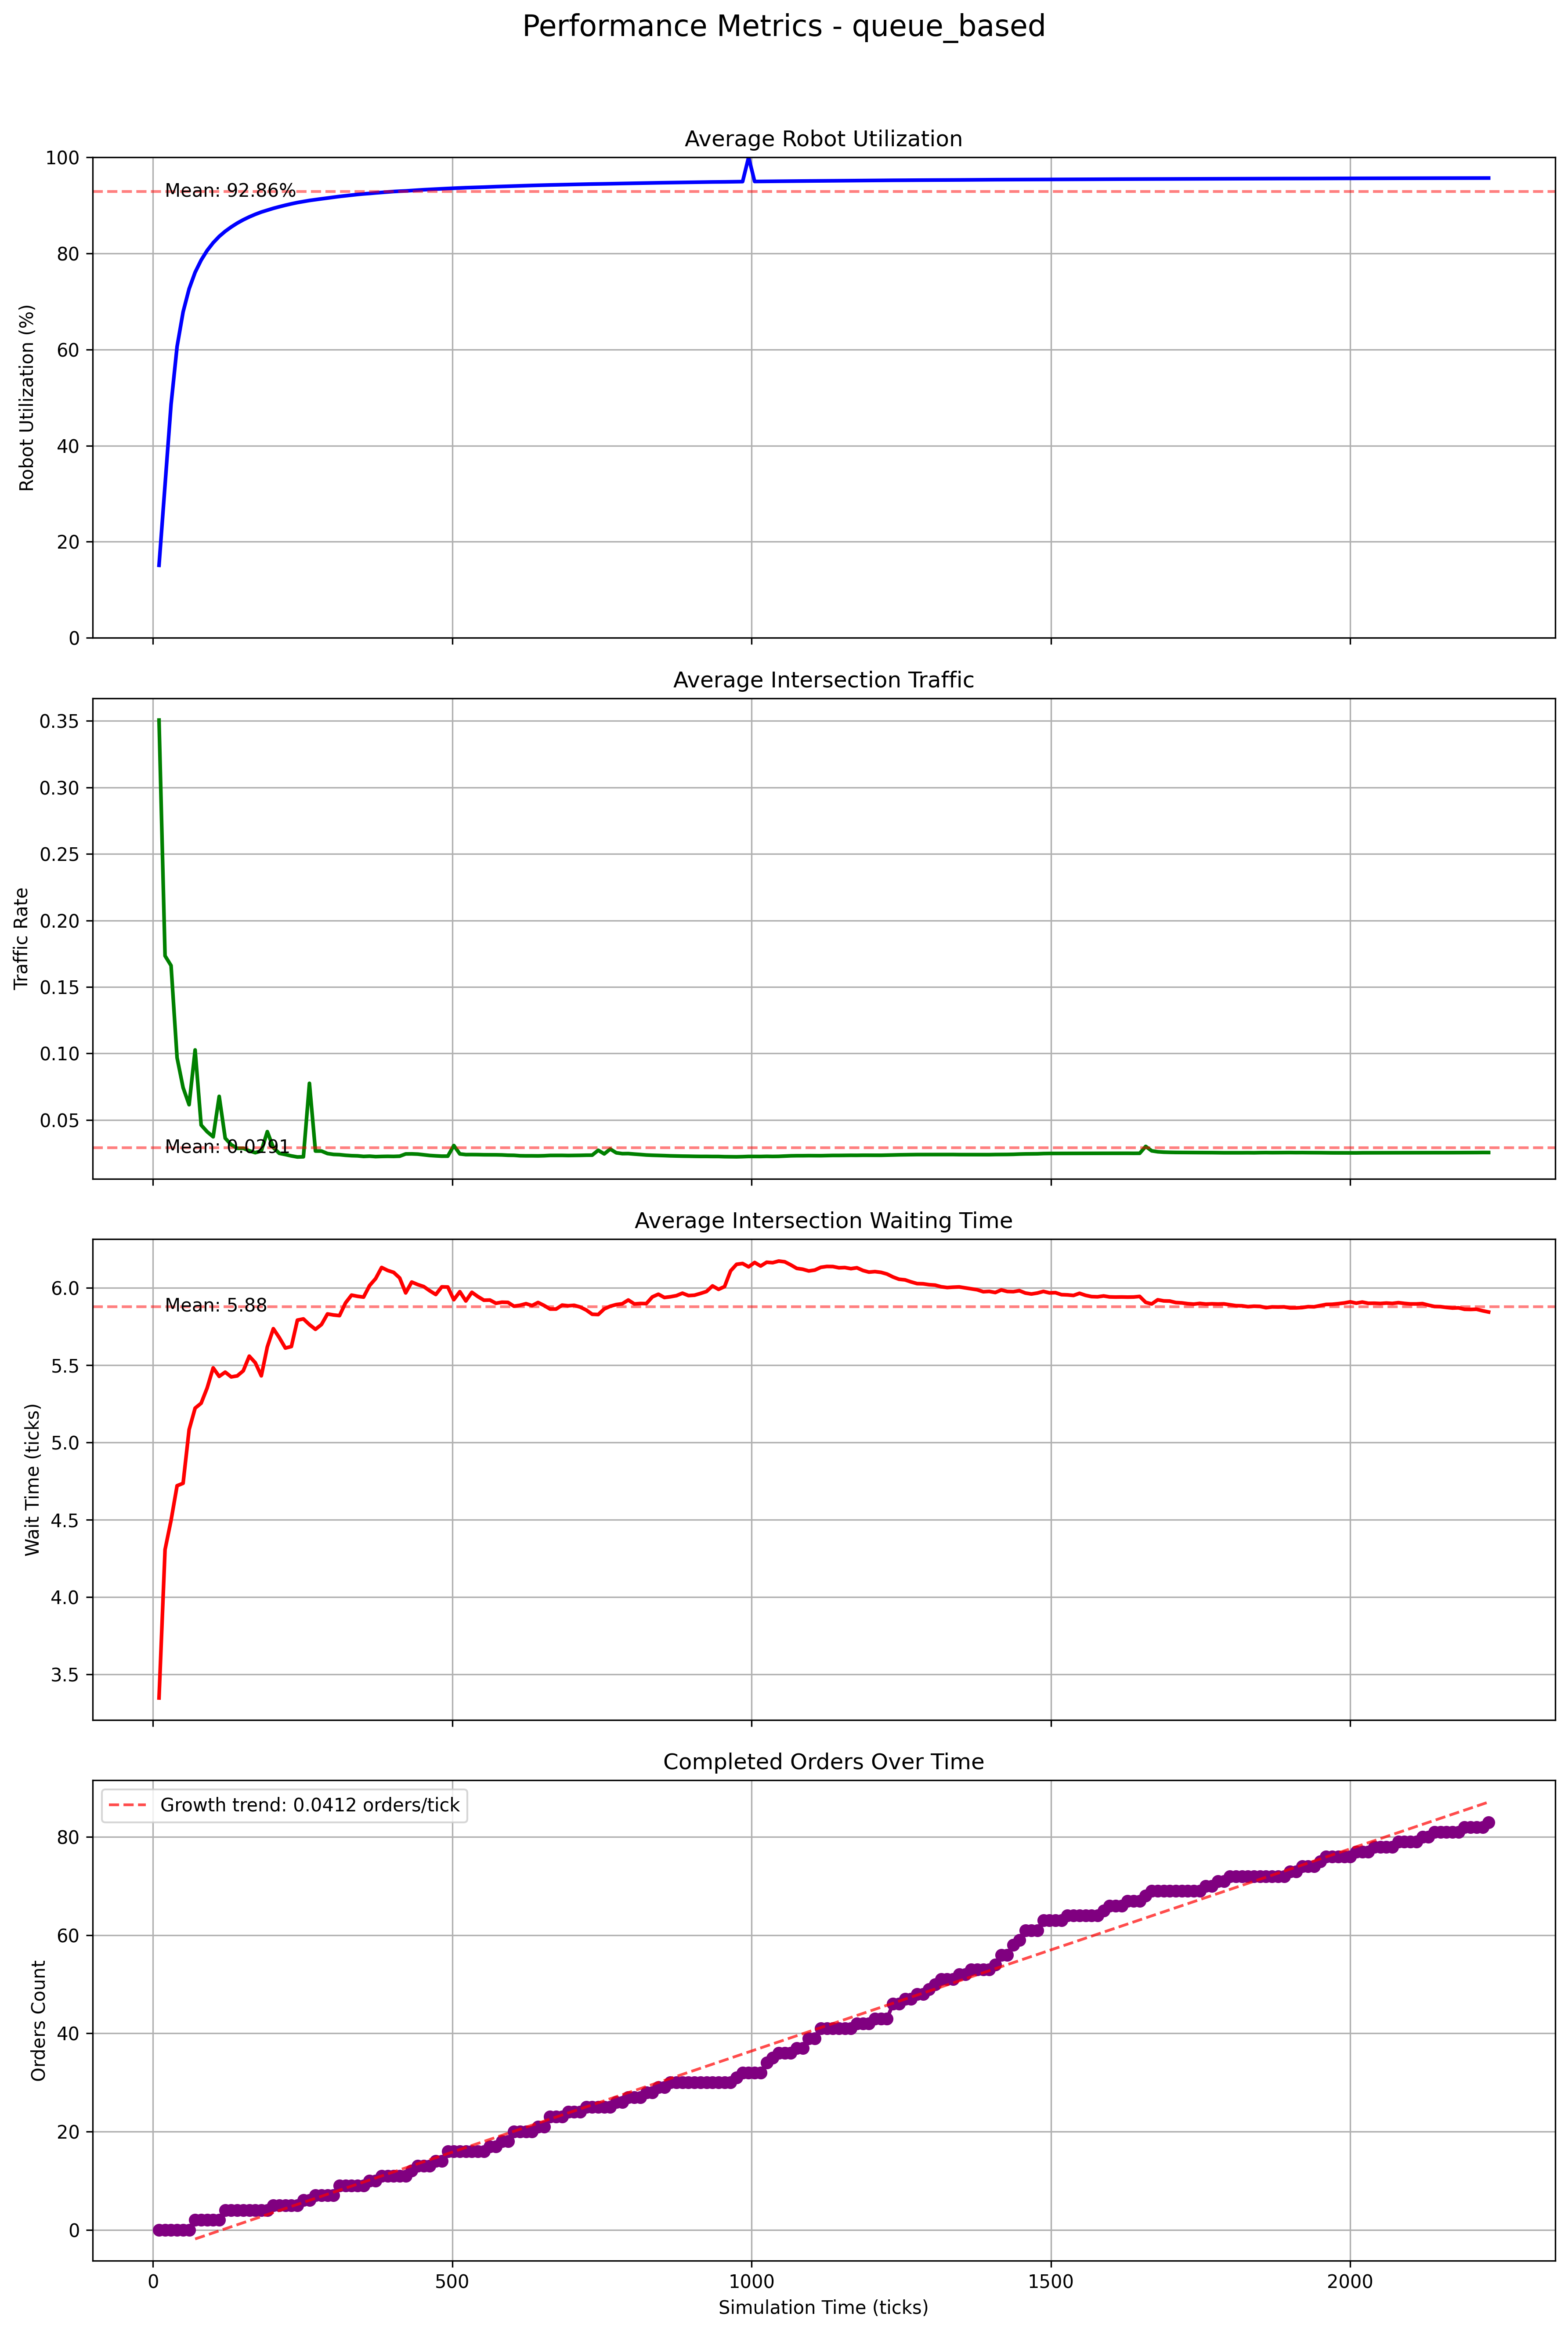 Performance Metrics - queue_based
Average Robot Utilization
Robot Utilization (%)
100
80
60
40
20
0
Mean: 92.86%
Average Intersection Traffic
Traffic Rate
0.35
0.30
0.25
0.20
0.15
0.10
0.05
Mean: 0.0291
Average Intersection Waiting Time
Wait Time (ticks)
6.0
5.5
5.0
4.5
4.0
3.5
Mean: 5.88
Completed Orders Over Time
Orders Count
80
60
40
20
0
Growth trend: 0.0412 orders/tick
0 500 1000 1500 2000
Simulation Time (ticks)